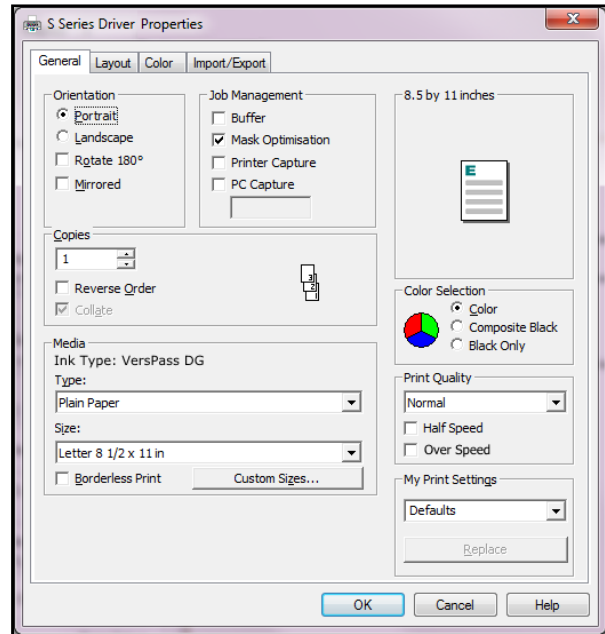 S Series Driver Properties
General Layout Color Import/Export
Orientation
Portrait
Landscape
Rotate 180°
Mirrored
Job Management
Buffer
Mask Optimisation
Printer Capture
PC Capture
8.5 by 11 inches
E
Copies
1
Reverse Order
Collate
3
2
1
Color Selection
Color
Composite Black
Black Only
Media
Ink Type: VersPass DG
Type:
Plain Paper
Size:
Letter 8 1/2 x 11 in
Borderless Print
Custom Sizes...
Print Quality
Normal
Half Speed
Over Speed
My Print Settings
Defaults
Replace
OK Cancel Help